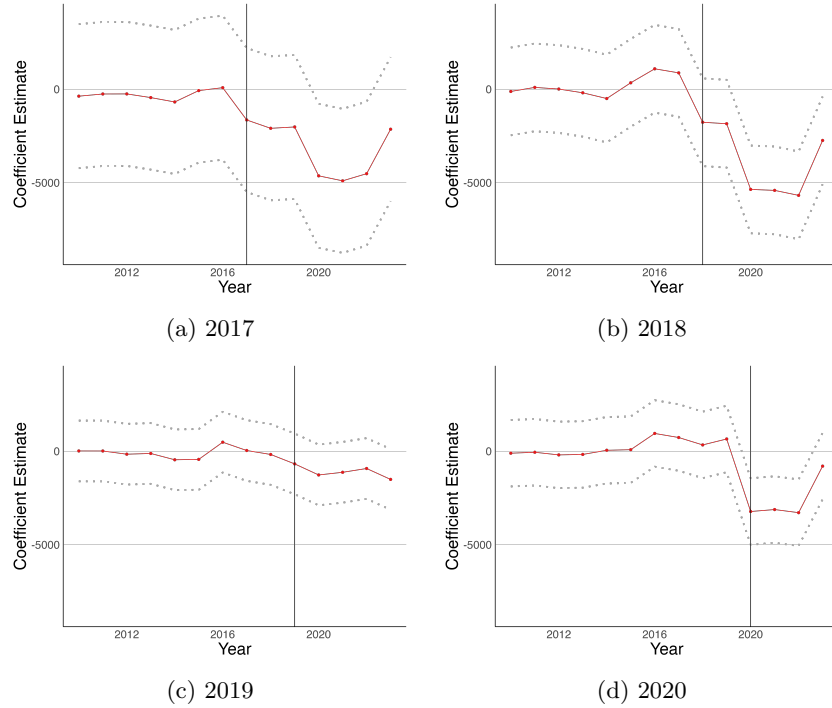 Coefficient Estimate
0
-5000
2012
2016
2020
Year
(a) 2017
Coefficient Estimate
0
-5000
2012
2016
2020
Year
(b) 2018
Coefficient Estimate
0
-5000
2012
2016
2020
Year
(c) 2019
Coefficient Estimate
0
-5000
2012
2016
2020
Year
(d) 2020